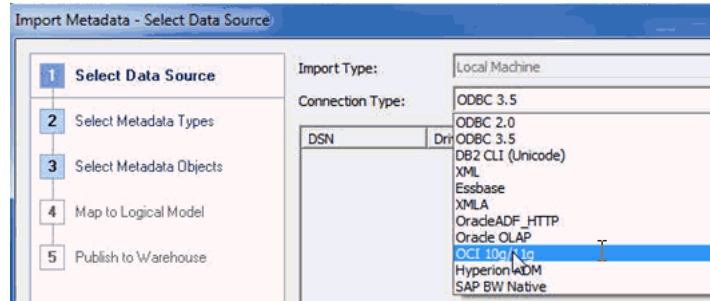 Import Metadata - Select Data Source
1 Select Data Source
2 Select Metadata Types
3 Select Metadata Objects
4 Map to Logical Model
5 Publish to Warehouse
Import Type: Local Machine
Connection Type: ODBC 3.5
DSN Dri
ODBC 2.0
ODBC 3.5
DB2 CLI (Unicode)
XML
Essbase
XMLA
OracleADF_HTTP
Oracle OLAP
OCI 10g/11g
Hyperion ADM
SAP BW Native